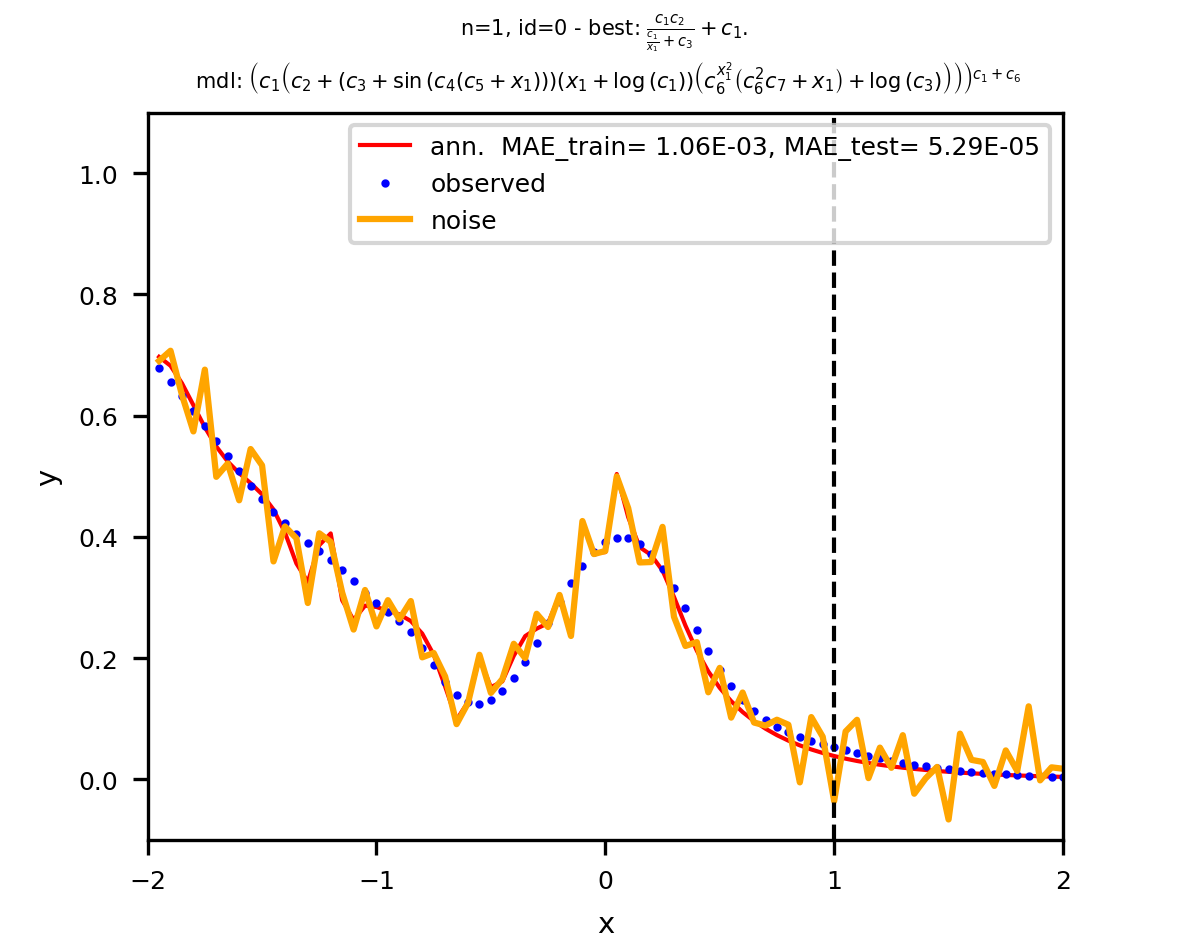 n=1, id=0 - best: $\frac{c_1 c_2}{\frac{c_1}{x_1} + c_3} + c_1$.
mdl: $\left(c_1\left(c_2 + (c_3 + \sin(c_4(c_5 + x_1)))(x_1 + \log(c_1))\left(c_6^{x_1^2}\left(c_6^2 c_7 + x_1\right) + \log(c_3)\right)\right)\right)^{c_1 + c_6}$
ann. MAE_train= 1.06E-03, MAE_test= 5.29E-05
observed
noise
1.0
0.8
0.6
0.4
0.2
0.0
y
−2 −1 0 1 2
x